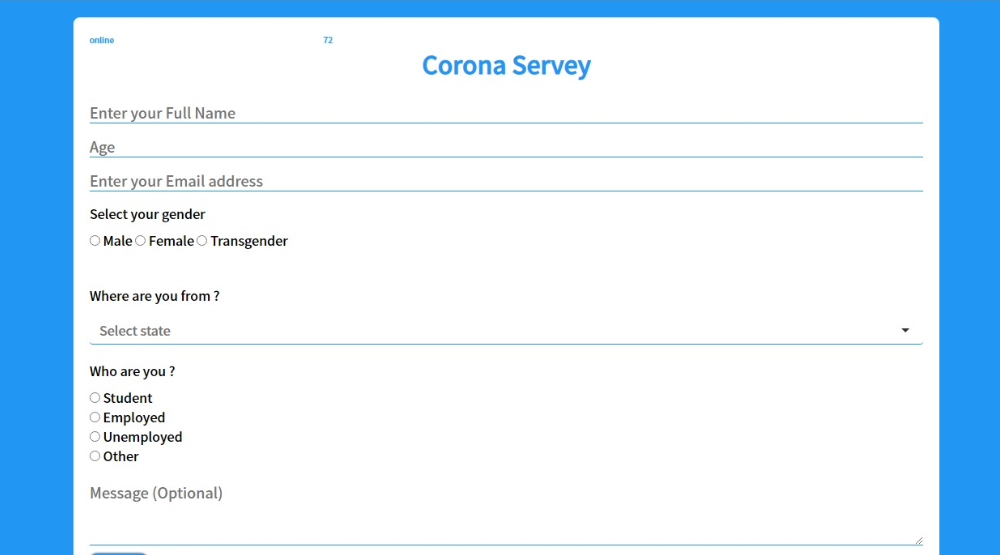 online 72
Corona Servey
Enter your Full Name
Age
Enter your Email address
Select your gender
Male Female Transgender
Where are you from ?
Select state
Who are you ?
Student
Employed
Unemployed
Other
Message (Optional)